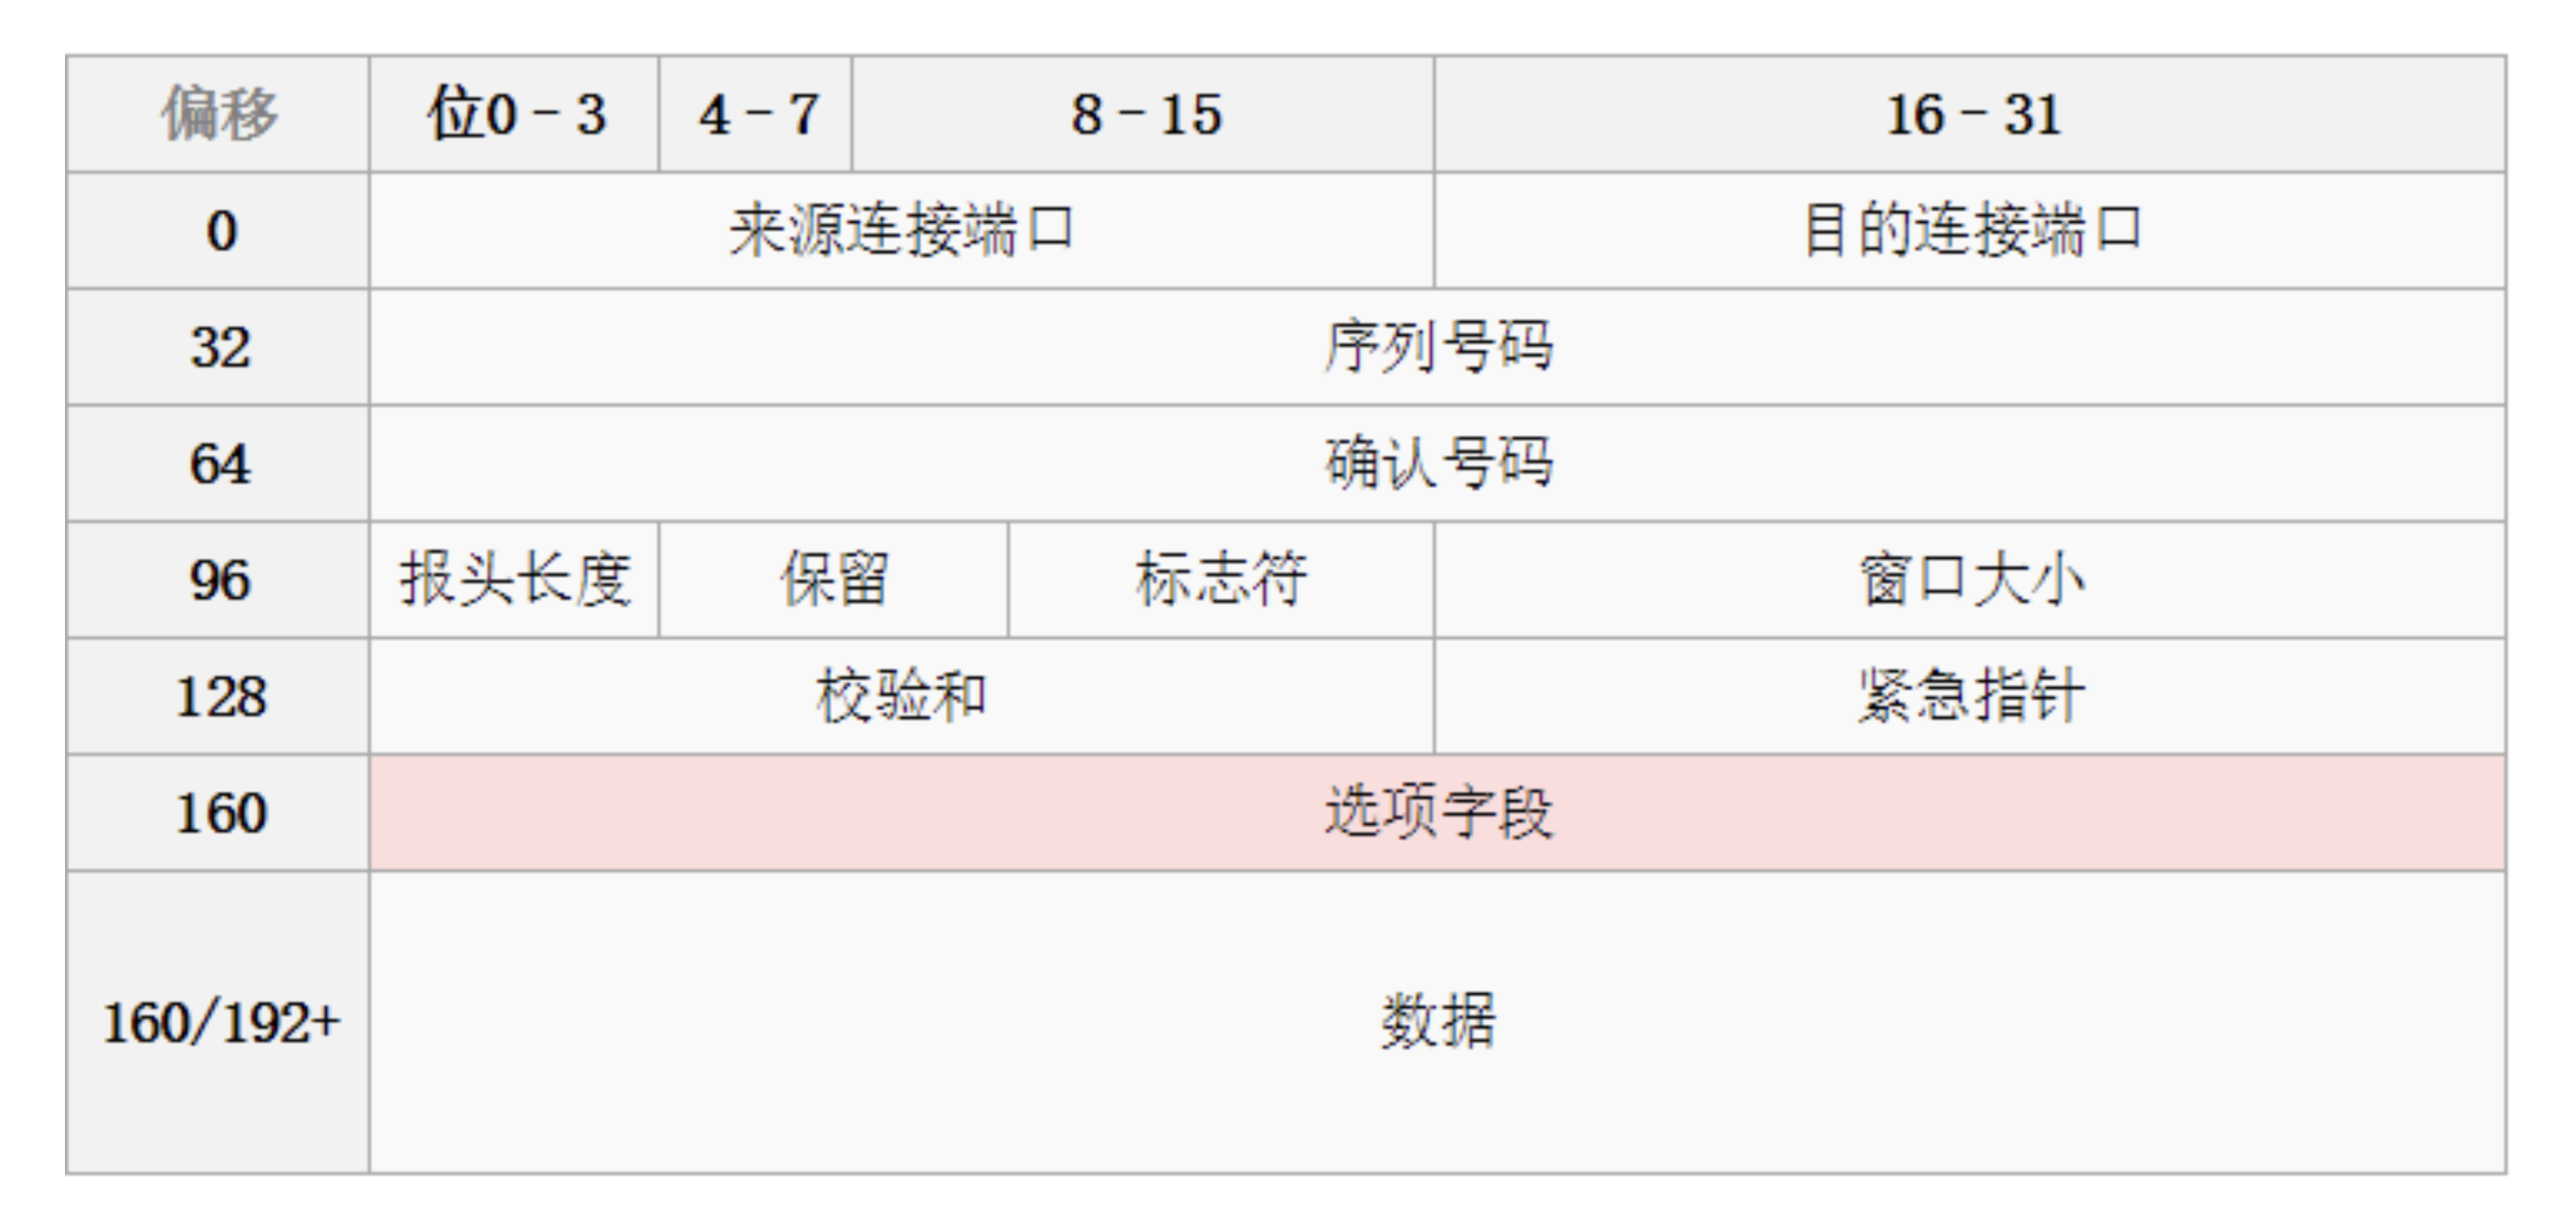 偏移 位0 - 3 4 - 7 8 - 15 16 - 31
0 来源连接端口 目的连接端口
32 序列号码
64 确认号码
96 报头长度 保留 标志符 窗口大小
128 校验和 紧急指针
160 选项字段
160/192+ 数据